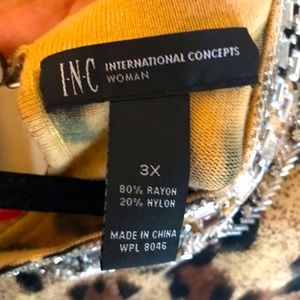 I·N·C INTERNATIONAL CONCEPTS
WOMAN
3X
80% RAYON
20% NYLON
MADE IN CHINA
WPL 8046